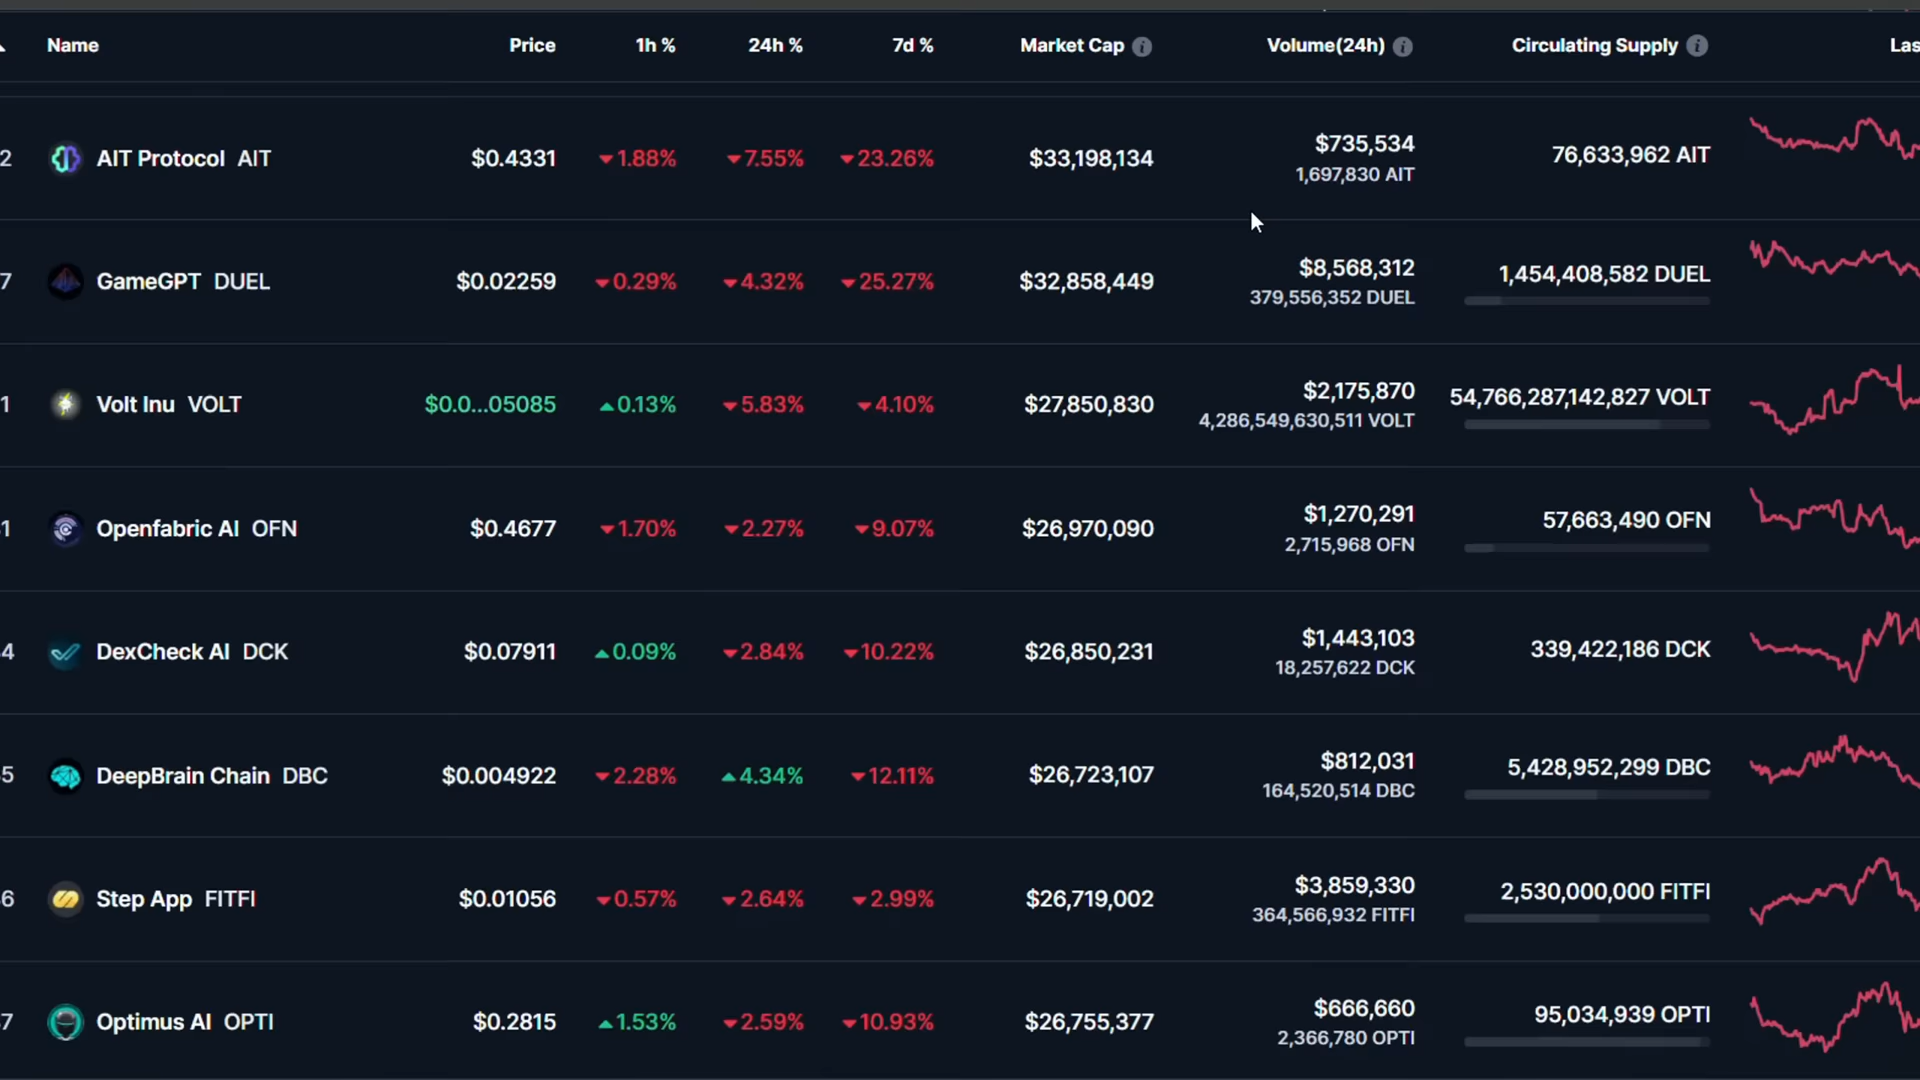 Name Price 1h % 24h % 7d % Market Cap Volume(24h) Circulating Supply Las
2 AIT Protocol AIT $0.4331 1.88% 7.55% 23.26% $33,198,134 $735,534 76,633,962 AIT
1,697,830 AIT
7 GameGPT DUEL $0.02259 0.29% 4.32% 25.27% $32,858,449 $8,568,312 1,454,408,582 DUEL
379,556,352 DUEL
1 Volt Inu VOLT $0.0...05085 0.13% 5.83% 4.10% $27,850,830 $2,175,870 54,766,287,142,827 VOLT
4,286,549,630,511 VOLT
1 Openfabric AI OFN $0.4677 1.70% 2.27% 9.07% $26,970,090 $1,270,291 57,663,490 OFN
2,715,968 OFN
4 DexCheck AI DCK $0.07911 0.09% 2.84% 10.22% $26,850,231 $1,443,103 339,422,186 DCK
18,257,622 DCK
5 DeepBrain Chain DBC $0.004922 2.28% 4.34% 12.11% $26,723,107 $812,031 5,428,952,299 DBC
164,520,514 DBC
6 Step App FITFI $0.01056 0.57% 2.64% 2.99% $26,719,002 $3,859,330 2,530,000,000 FITFI
364,566,932 FITFI
7 Optimus AI OPTI $0.2815 1.53% 2.59% 10.93% $26,755,377 $666,660 95,034,939 OPTI
2,366,780 OPTI